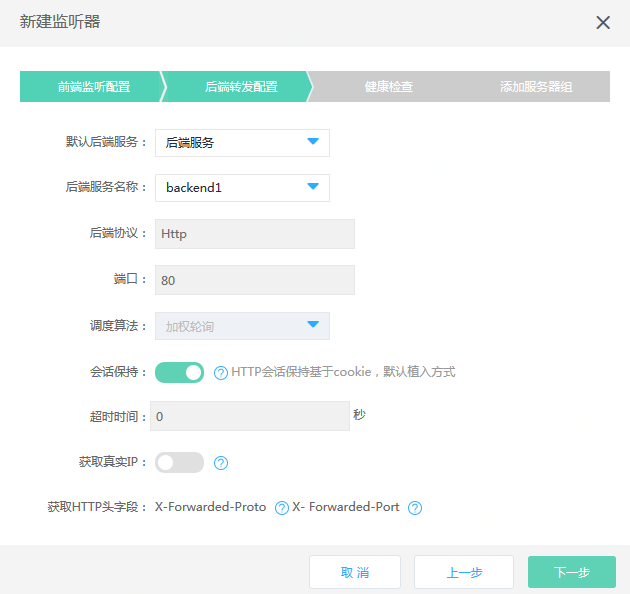 新建监听器
前端监听配置 后端转发配置 健康检查 添加服务器组
默认后端服务： 后端服务
后端服务名称： backend1
后端协议： Http
端口： 80
调度算法： 加权轮询
会话保持： ? HTTP会话保持基于cookie，默认植入方式
超时时间： 0 秒
获取真实IP： ?
获取HTTP头字段： X-Forwarded-Proto ? X- Forwarded-Port ?
取 消 上一步 下一步